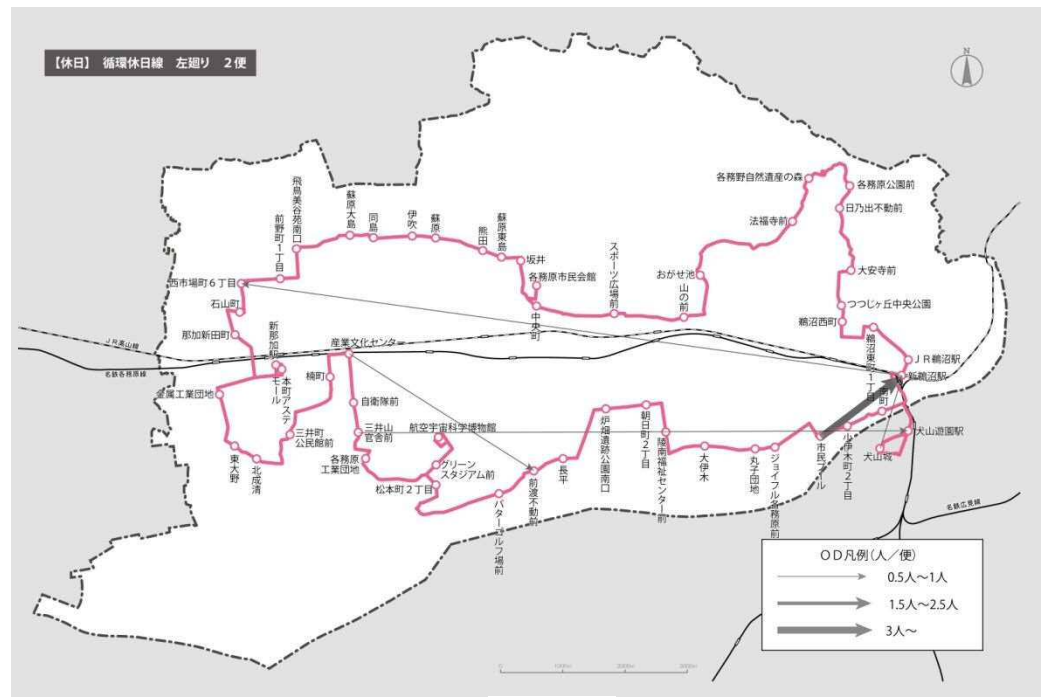 【休日】 循環休日線 左廻り 2便
N
各務野自然遺産の森
各務原公園前
日乃出不動前
法福寺前
飛鳥美谷苑南口
前野町1丁目
蘇原大島
同島
伊吹
蘇原
熊田
蘇原東島
坂井
各務原市民会館
スポーツ広場前
おがせ池
山の前
大安寺前
西市場町6丁目
石山町
中央町
つつじヶ丘中央公園
鵜沼西町
那加新田町
新那加駅
JR高山線
産業文化センター
鵜沼東町1丁目
JR鵜沼駅
新鵜沼駅
名鉄各務原線
金属工業団地
本町アステ
モール
楠町
自衛隊前
南町
三井町
公民館前
三井山
官舎前
航空宇宙科学博物館
炉畑遺跡公園南口
朝日町2丁目
陵南福祉センター前
市民プール
小伊木町2丁目
犬山遊園駅
犬山城
東大野
北成清
各務原
工業団地
グリーン
スタジアム前
松本町2丁目
長平
前渡不動前
大伊木
丸子団地
ジョイフル各務原前
パターゴルフ場前
名鉄広見線
OD凡例(人/便)
0.5人~1人
1.5人~2.5人
3人~
0
1000m
2000m
3000m